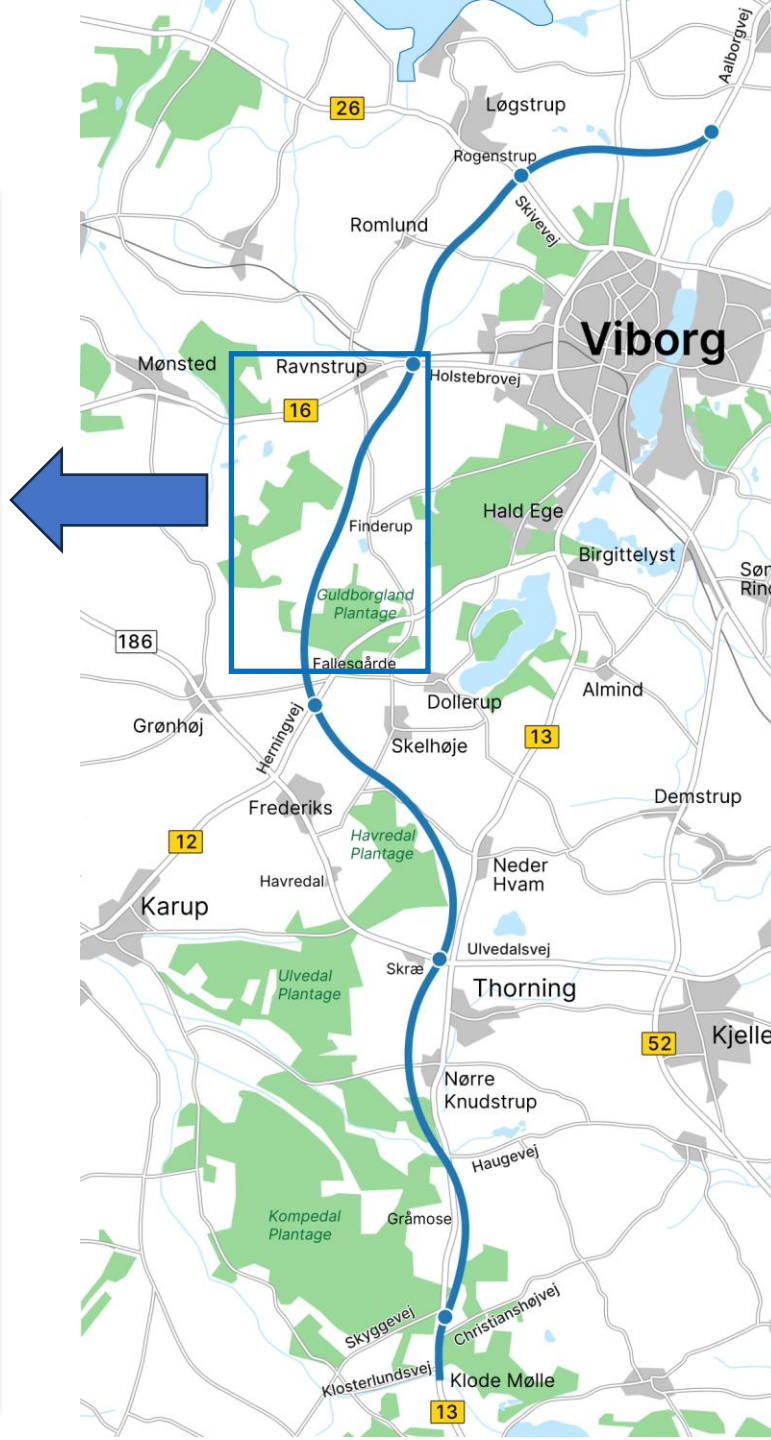 Aalborgvej
Løgstrup
26
Rogenstrup
Skivevej
Romlund
Viborg
Mønsted
Ravnstrup
Holstebrovej
16
Hald Ege
Finderup
Birgittelyst
Guldborgland
Plantage
186
Fallesgårde
Almind
Dollerup
Grønhøj
Herningvej
Skelhøje
13
Demstrup
Frederiks
12
Havredal
Plantage
Neder
Hvam
Havredal
Karup
Ulvedalsvej
Skræ
Ulvedal
Plantage
Thorning
52
Nørre
Knudstrup
Haugevej
Kompedal
Plantage
Gråmose
Skyggevej
Christianshøjvej
Klosterlundsvej
Klode Mølle
13